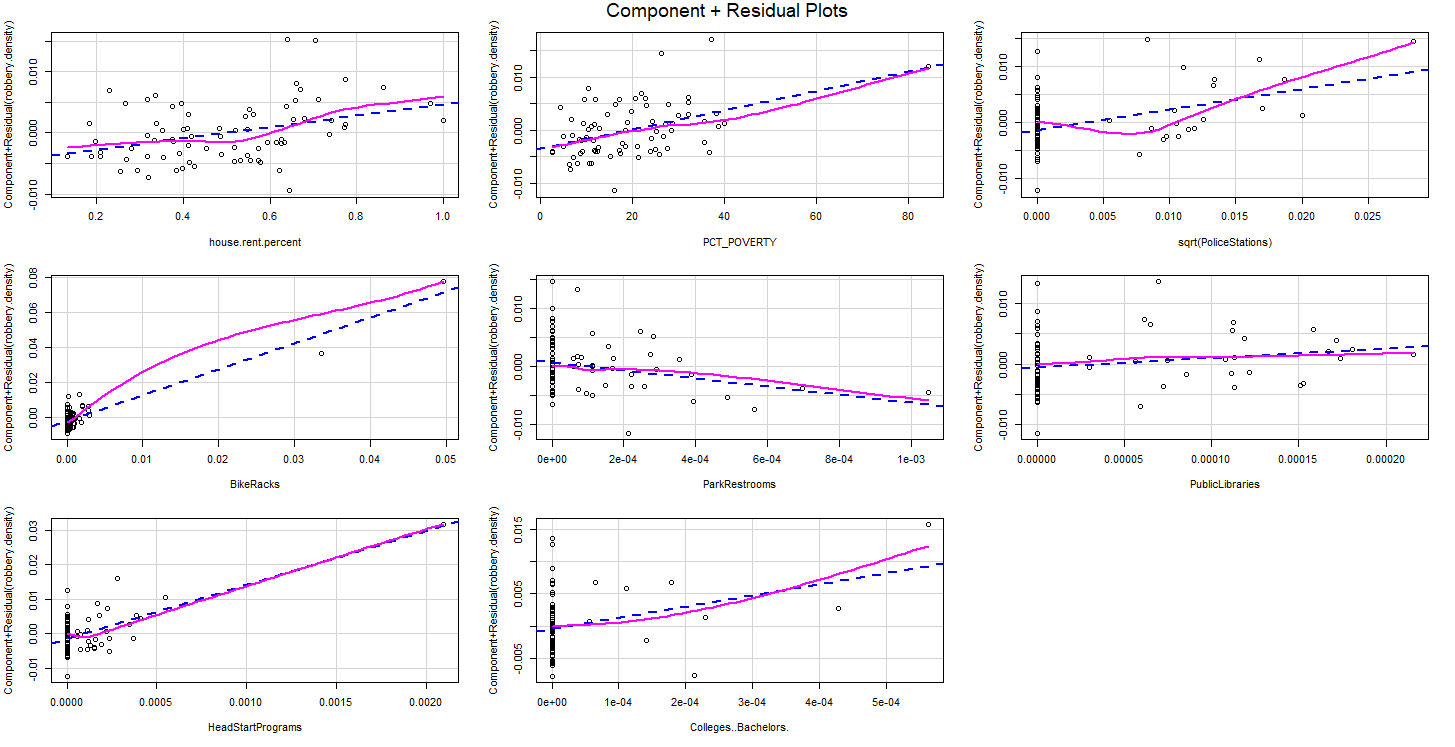 Component + Residual Plots
Component+Residual(robbery.density)
-0.010 0.000 0.010
0.2 0.4 0.6 0.8 1.0
house.rent.percent
Component+Residual(robbery.density)
-0.010 0.000 0.010
0 20 40 60 80
PCT_POVERTY
Component+Residual(robbery.density)
-0.010 0.000 0.010
0.000 0.005 0.010 0.015 0.020 0.025
sqrt(PoliceStations)
Component+Residual(robbery.density)
0.00 0.02 0.04 0.06 0.08
0.00 0.01 0.02 0.03 0.04 0.05
BikeRacks
Component+Residual(robbery.density)
-0.010 0.000 0.010
0e+00 2e-04 4e-04 6e-04 8e-04 1e-03
ParkRestrooms
Component+Residual(robbery.density)
-0.010 0.000 0.010
0.00000 0.00005 0.00010 0.00015 0.00020
PublicLibraries
Component+Residual(robbery.density)
-0.01 0.00 0.01 0.02 0.03
0.0000 0.0005 0.0010 0.0015 0.0020
HeadStartPrograms
Component+Residual(robbery.density)
-0.005 0.005 0.015
0e+00 1e-04 2e-04 3e-04 4e-04 5e-04
Colleges..Bachelors.